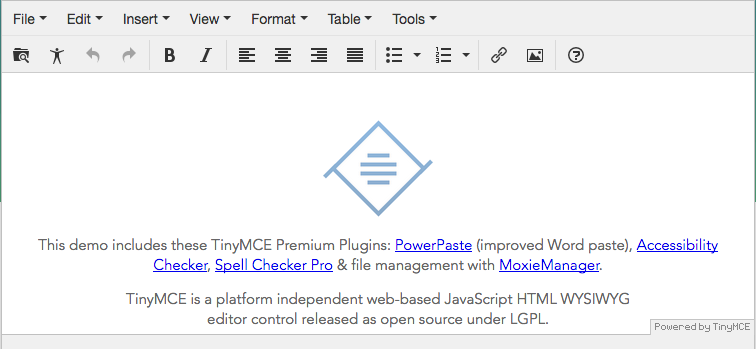 File Edit Insert View Format Table Tools
B I
This demo includes these TinyMCE Premium Plugins: PowerPaste (improved Word paste), Accessibility
Checker, Spell Checker Pro & file management with MoxieManager.
TinyMCE is a platform independent web-based JavaScript HTML WYSIWYG
editor control released as open source under LGPL.
Powered by TinyMCE